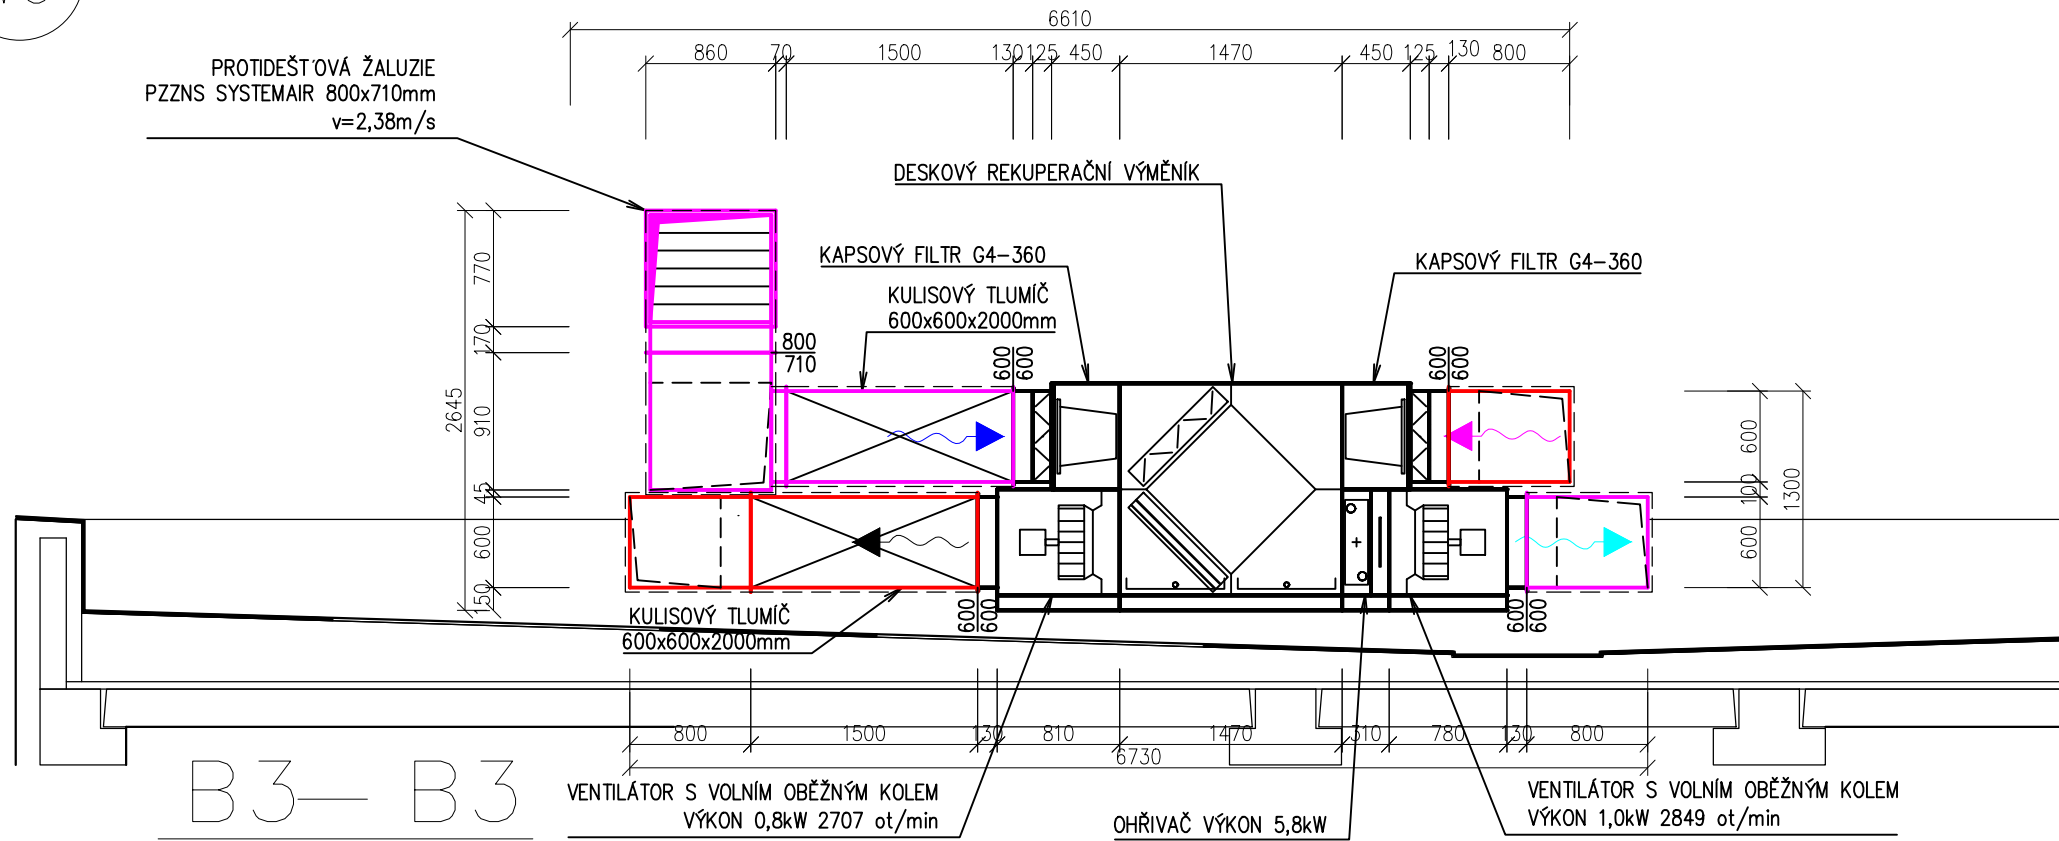 6610
860 70 1500 130 125 450 1470 450 125 130 800
PROTIDEŠŤOVÁ ŽALUZIE
PZZNS SYSTEMAIR 800x710mm
v=2,38m/s
DESKOVÝ REKUPERAČNÍ VÝMĚNÍK
KAPSOVÝ FILTR G4-360
KAPSOVÝ FILTR G4-360
KULISOVÝ TLUMÍČ
600x600x2000mm
800
710
600
600
600
600
2645
770
170
910
45
600
150
600
100
600
1300
KULISOVÝ TLUMÍČ
600x600x2000mm
600
600
600
600
800 1500 130 810 1470 310 780 130 800
6730
B3— B3
VENTILÁTOR S VOLNÍM OBĚŽNÝM KOLEM
VÝKON 0,8kW 2707 ot/min
OHŘIVAČ VÝKON 5,8kW
VENTILÁTOR S VOLNÍM OBĚŽNÝM KOLEM
VÝKON 1,0kW 2849 ot/min